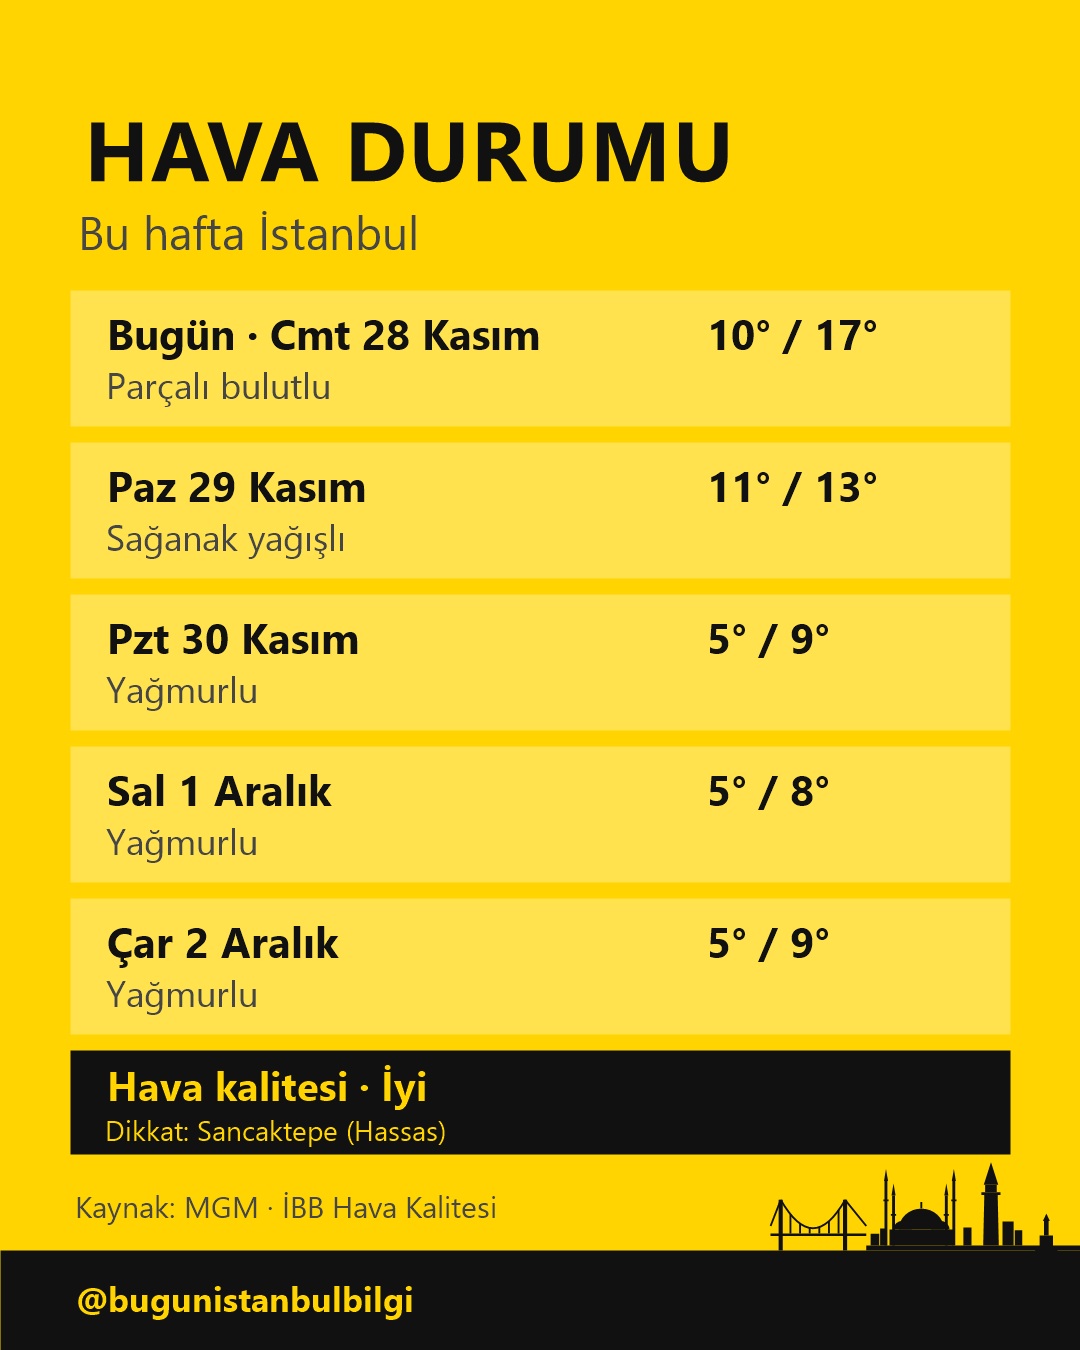 HAVA DURUMU
Bu hafta İstanbul
Bugün · Cmt 28 Kasım 10° / 17°
Parçalı bulutlu
Paz 29 Kasım 11° / 13°
Sağanak yağışlı
Pzt 30 Kasım 5° / 9°
Yağmurlu
Sal 1 Aralık 5° / 8°
Yağmurlu
Çar 2 Aralık 5° / 9°
Yağmurlu
Hava kalitesi · İyi
Dikkat: Sancaktepe (Hassas)
Kaynak: MGM · İBB Hava Kalitesi
@bugunistanbulbilgi